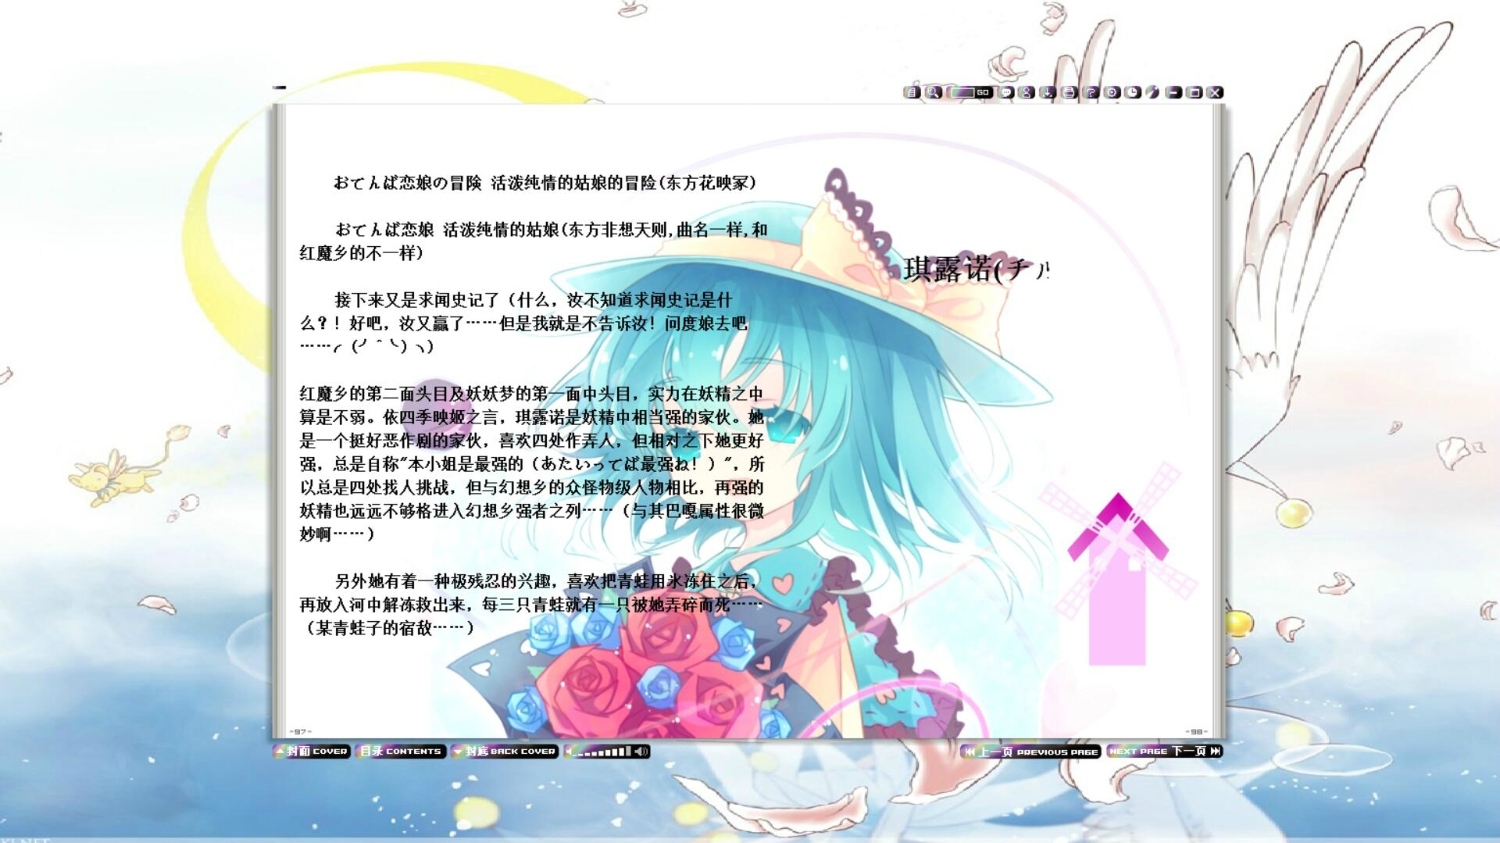 GO
おてんば恋娘の冒険 活泼纯情的姑娘的冒险(东方花映冢)
おてんば恋娘 活泼纯情的姑娘(东方非想天则,曲名一样,和
红魔乡的不一样)
接下来又是求闻史记了（什么，汝不知道求闻史记是什
么？！好吧，汝又赢了……但是我就是不告诉汝！问度娘去吧
……╭（╯＾╰）╮）
红魔乡的第二面头目及妖妖梦的第一面中头目，实力在妖精之中
算是不弱。依四季映姬之言，琪露诺是妖精中相当强的家伙。她
是一个挺好恶作剧的家伙，喜欢四处作弄人，但相对之下她更好
强，总是自称"本小姐是最强的（あたいってば最强ね！）"，所
以总是四处找人挑战，但与幻想乡的众怪物级人物相比，再强的
妖精也远远不够格进入幻想乡强者之列……（与其巴嘎属性很微
妙啊……）
另外她有着一种极残忍的兴趣，喜欢把青蛙用氷冻住之后，
再放入河中解冻救出来，每三只青蛙就有一只被她弄碎而死……
（某青蛙子的宿敌……）
琪露诺(チル
-97-
-98-
封面 COVER
目录 CONTENTS
封底 BACK COVER
上一页 PREVIOUS PAGE
NEXT PAGE 下一页